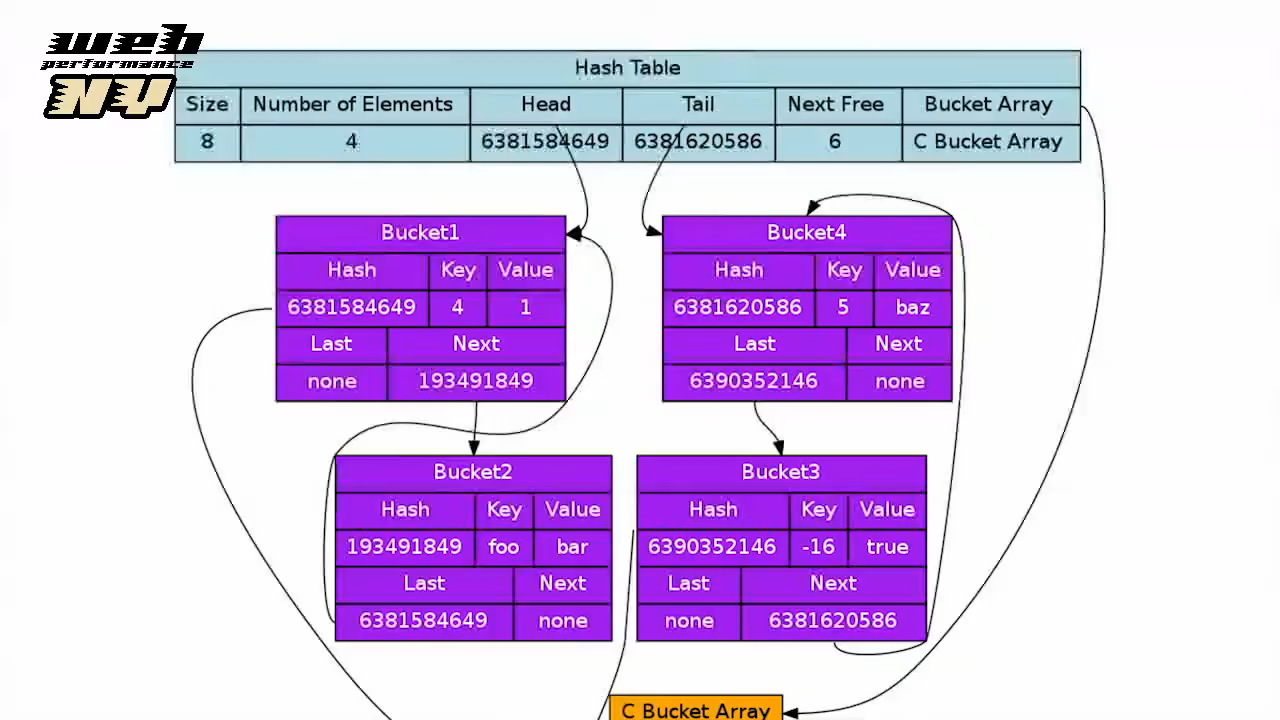 web
performance
NY
Hash Table
Size Number of Elements Head Tail Next Free Bucket Array
8 4 6381584649 6381620586 6 C Bucket Array
Bucket1
Hash Key Value
6381584649 4 1
Last Next
none 193491849
Bucket4
Hash Key Value
6381620586 5 baz
Last Next
6390352146 none
Bucket2
Hash Key Value
193491849 foo bar
Last Next
6381584649 none
Bucket3
Hash Key Value
6390352146 -16 true
Last Next
none 6381620586
C Bucket Array